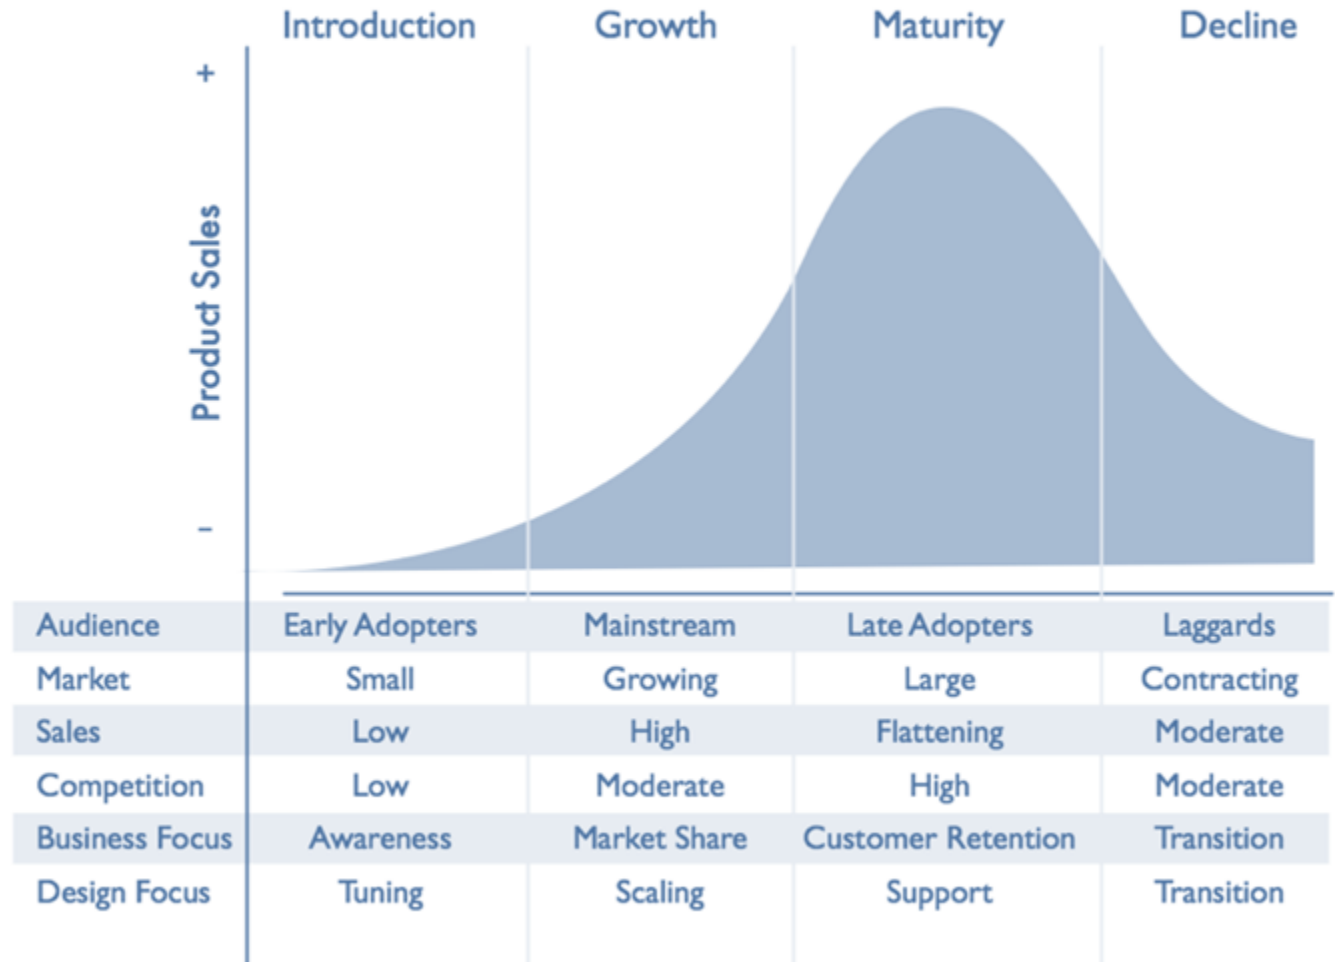 Introduction Growth Maturity Decline
+
Product Sales
–
Audience Early Adopters Mainstream Late Adopters Laggards
Market Small Growing Large Contracting
Sales Low High Flattening Moderate
Competition Low Moderate High Moderate
Business Focus Awareness Market Share Customer Retention Transition
Design Focus Tuning Scaling Support Transition